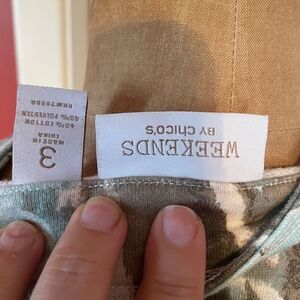 WEEKENDS
BY CHICO'S
3
MADE IN
CHINA
60% COTTON
40% POLYESTER